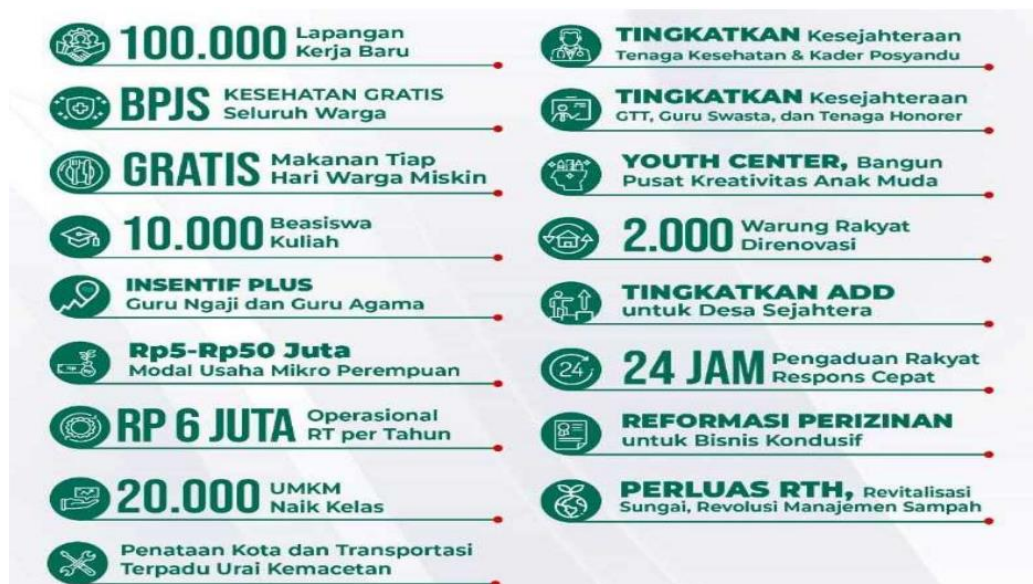 100.000 Lapangan
Kerja Baru
BPJS KESEHATAN GRATIS
Seluruh Warga
GRATIS Makanan Tiap
Hari Warga Miskin
10.000 Beasiswa
Kuliah
INSENTIF PLUS
Guru Ngaji dan Guru Agama
Rp5-Rp50 Juta
Modal Usaha Mikro Perempuan
RP 6 JUTA Operasional
RT per Tahun
20.000 UMKM
Naik Kelas
Penataan Kota dan Transportasi
Terpadu Urai Kemacetan
TINGKATKAN Kesejahteraan
Tenaga Kesehatan & Kader Posyandu
TINGKATKAN Kesejahteraan
GTT, Guru Swasta, dan Tenaga Honorer
YOUTH CENTER, Bangun
Pusat Kreativitas Anak Muda
2.000 Warung Rakyat
Direnovasi
TINGKATKAN ADD
untuk Desa Sejahtera
24 JAM Pengaduan Rakyat
Respons Cepat
24
REFORMASI PERIZINAN
untuk Bisnis Kondusif
PERLUAS RTH, Revitalisasi
Sungai, Revolusi Manajemen Sampah